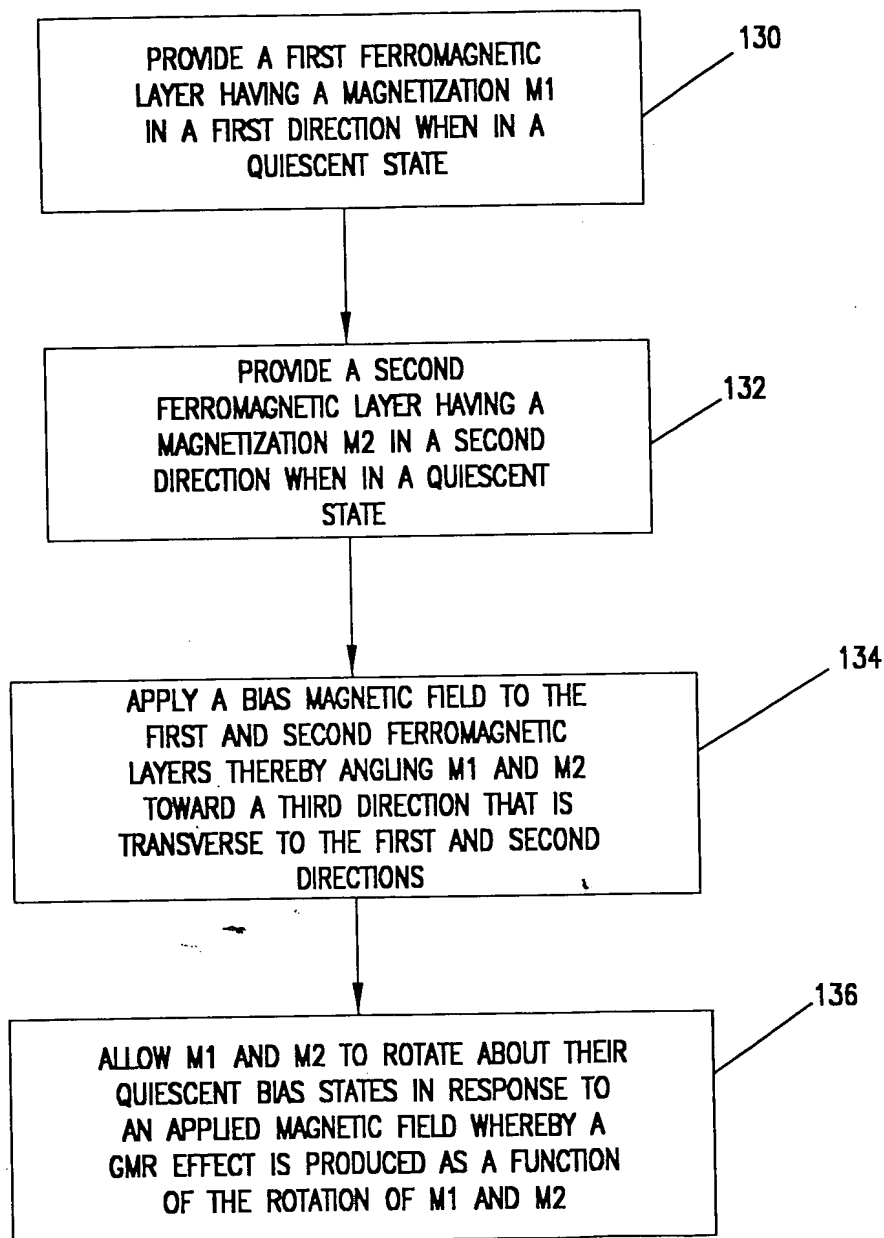 PROVIDE A FIRST FERROMAGNETIC
LAYER HAVING A MAGNETIZATION M1
IN A FIRST DIRECTION WHEN IN A
QUIESCENT STATE
130
PROVIDE A SECOND
FERROMAGNETIC LAYER HAVING A
MAGNETIZATION M2 IN A SECOND
DIRECTION WHEN IN A QUIESCENT
STATE
132
APPLY A BIAS MAGNETIC FIELD TO THE
FIRST AND SECOND FERROMAGNETIC
LAYERS THEREBY ANGLING M1 AND M2
TOWARD A THIRD DIRECTION THAT IS
TRANSVERSE TO THE FIRST AND SECOND
DIRECTIONS
134
ALLOW M1 AND M2 TO ROTATE ABOUT THEIR
QUIESCENT BIAS STATES IN RESPONSE TO
AN APPLIED MAGNETIC FIELD WHEREBY A
GMR EFFECT IS PRODUCED AS A FUNCTION
OF THE ROTATION OF M1 AND M2
136